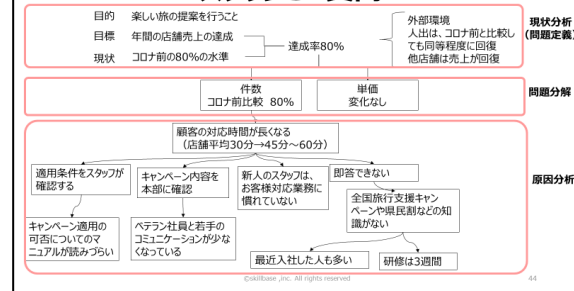 目的　楽しい旅の提案を行うこと
目標　年間の店舗売上の達成
現状　コロナ前の80%の水準
達成率80%
外部環境
人出は、コロナ前と比較し
ても同等程度に回復
他店舗は売上が回復
現状分析
(問題定義)
件数
コロナ前比較　80%
単価
変化なし
問題分解
顧客の対応時間が長くなる
（店舗平均30分→45分～60分）
適用条件をスタッフが
確認する
キャンペーン内容を
本部に確認
新人のスタッフは、
お客様対応業務に
慣れていない
即答できない
原因分析
全国旅行支援キャン
ペーンや県民割などの知
識がない
キャンペーン適用の
可否についてのマ
ニュアルが読みづらい
ベテラン社員と若手の
コミュニケーションが少な
くなっている
最近入社した人も多い
研修は3週間
©skillbase ,inc. All rights reserved
44